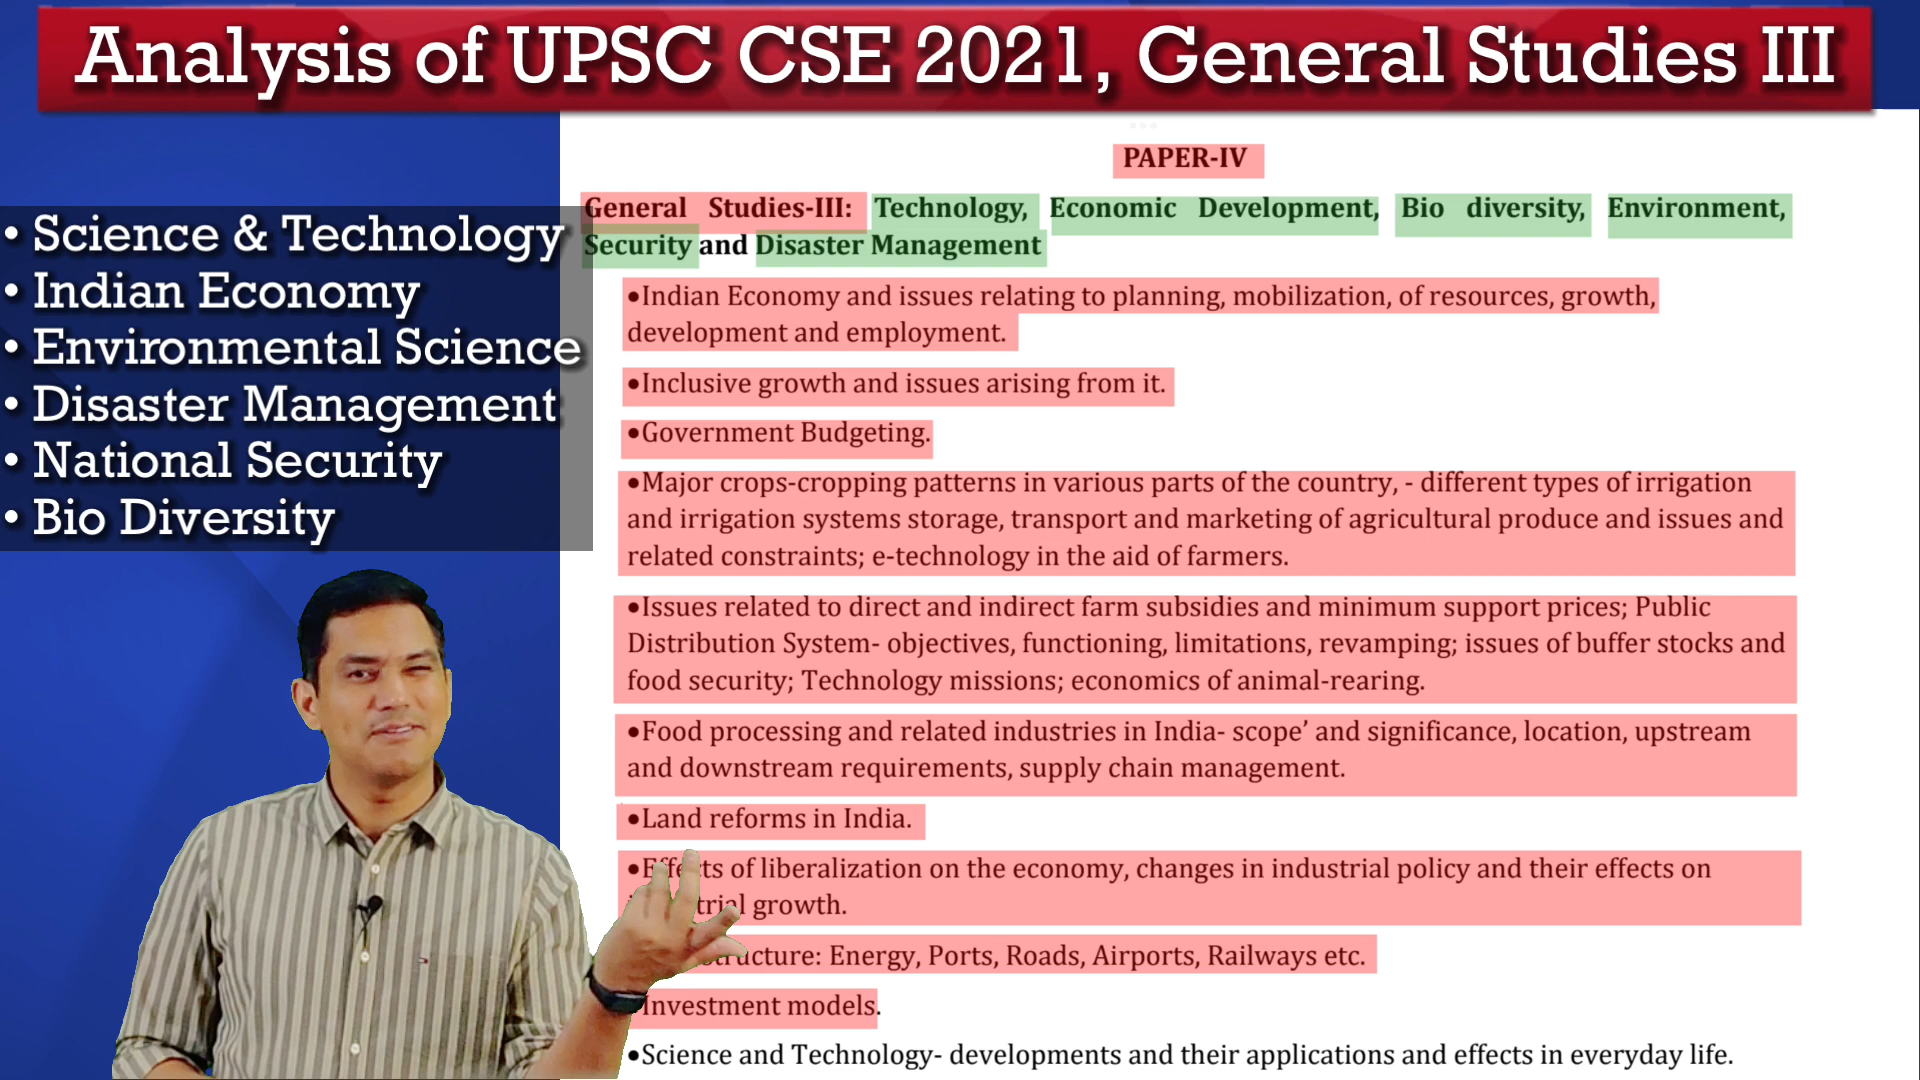 Analysis of UPSC CSE 2021, General Studies III
• Science & Technology
• Indian Economy
• Environmental Science
• Disaster Management
• National Security
• Bio Diversity
PAPER-IV
General Studies-III: Technology, Economic Development, Bio diversity, Environment,
Security and Disaster Management
•Indian Economy and issues relating to planning, mobilization, of resources, growth,
development and employment.
•Inclusive growth and issues arising from it.
•Government Budgeting.
•Major crops-cropping patterns in various parts of the country, - different types of irrigation
and irrigation systems storage, transport and marketing of agricultural produce and issues and
related constraints; e-technology in the aid of farmers.
•Issues related to direct and indirect farm subsidies and minimum support prices; Public
Distribution System- objectives, functioning, limitations, revamping; issues of buffer stocks and
food security; Technology missions; economics of animal-rearing.
•Food processing and related industries in India- scope’ and significance, location, upstream
and downstream requirements, supply chain management.
•Land reforms in India.
•Effects of liberalization on the economy, changes in industrial policy and their effects on
growth.
Energy, Ports, Roads, Airports, Railways etc.
Investment models.
•Science and Technology- developments and their applications and effects in everyday life.